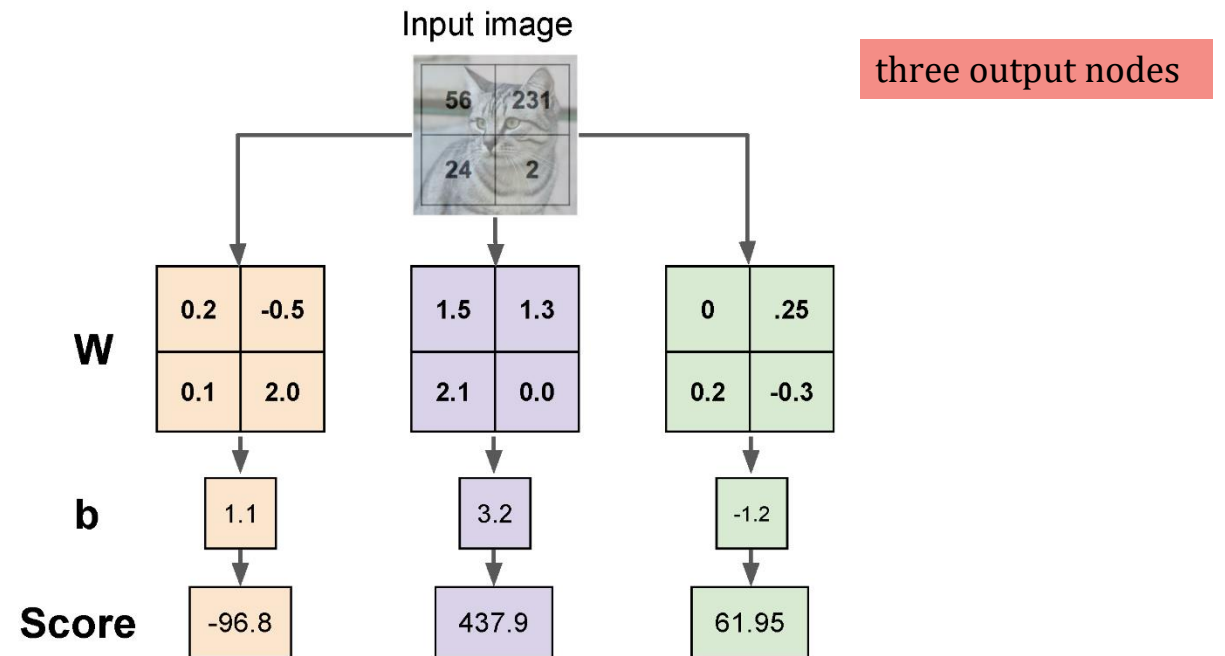 Input image
three output nodes
56 231
24 2
0.2 -0.5 1.5 1.3 0 .25
W
0.1 2.0 2.1 0.0 0.2 -0.3
b 1.1 3.2 -1.2
Score -96.8 437.9 61.95